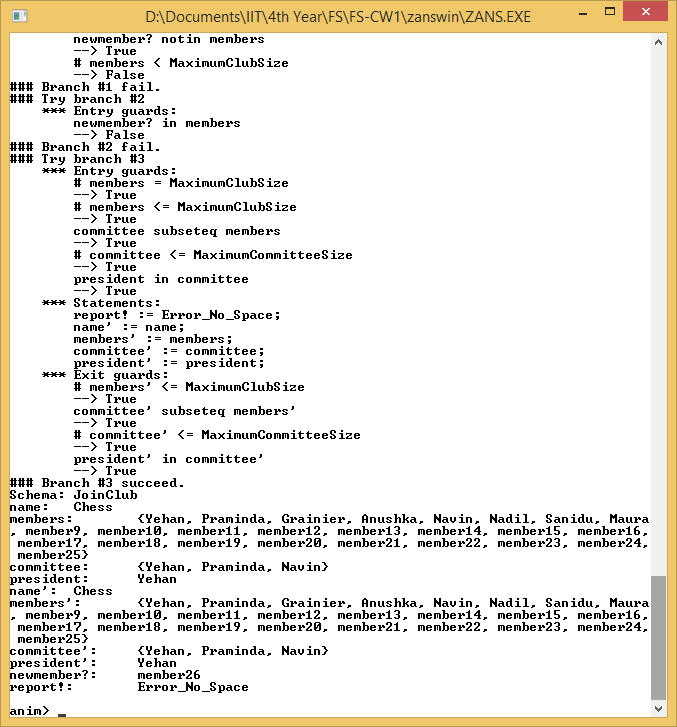 D:\Documents\IIT\4th Year\FS\FS-CW1\zanswin\ZANS.EXE
newmember? notin members
--> True
# members < MaximumClubSize
--> False
### Branch #1 fail.
### Try branch #2
*** Entry guards:
newmember? in members
--> False
### Branch #2 fail.
### Try branch #3
*** Entry guards:
# members = MaximumClubSize
--> True
# members <= MaximumClubSize
--> True
committee subseteq members
--> True
# committee <= MaximumCommitteeSize
--> True
president in committee
--> True
*** Statements:
report! := Error_No_Space;
name' := name;
members' := members;
committee' := committee;
president' := president;
*** Exit guards:
# members' <= MaximumClubSize
--> True
committee' subseteq members'
--> True
# committee' <= MaximumCommitteeSize
--> True
president' in committee'
--> True
### Branch #3 succeed.
Schema: JoinClub
name: Chess
members: {Yehan, Praminda, Grainier, Anushka, Navin, Nadil, Sanidu, Maura
, member9, member10, member11, member12, member13, member14, member15, member16,
member17, member18, member19, member20, member21, member22, member23, member24,
member25}
committee: {Yehan, Praminda, Navin}
president: Yehan
name': Chess
members': {Yehan, Praminda, Grainier, Anushka, Navin, Nadil, Sanidu, Maura
, member9, member10, member11, member12, member13, member14, member15, member16,
member17, member18, member19, member20, member21, member22, member23, member24,
member25}
committee': {Yehan, Praminda, Navin}
president': Yehan
newmember?: member26
report!: Error_No_Space
anim> _